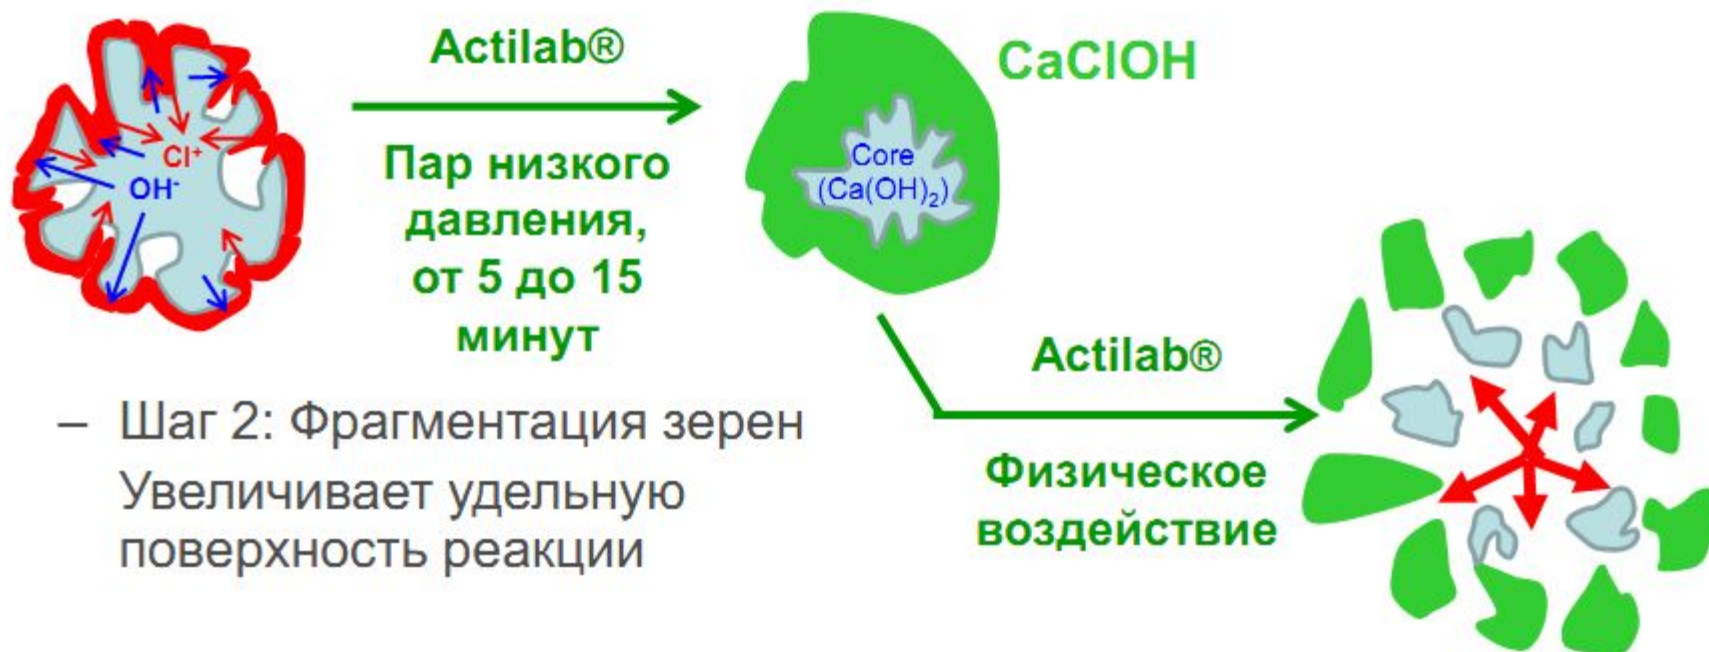 Actilab®
Пар низкого
давления,
от 5 до 15
минут
Cl⁺
OH⁻
CaClOH
Core
(Ca(OH)₂)
– Шаг 2: Фрагментация зерен
Увеличивает удельную
поверхность реакции
Actilab®
Физическое
воздействие